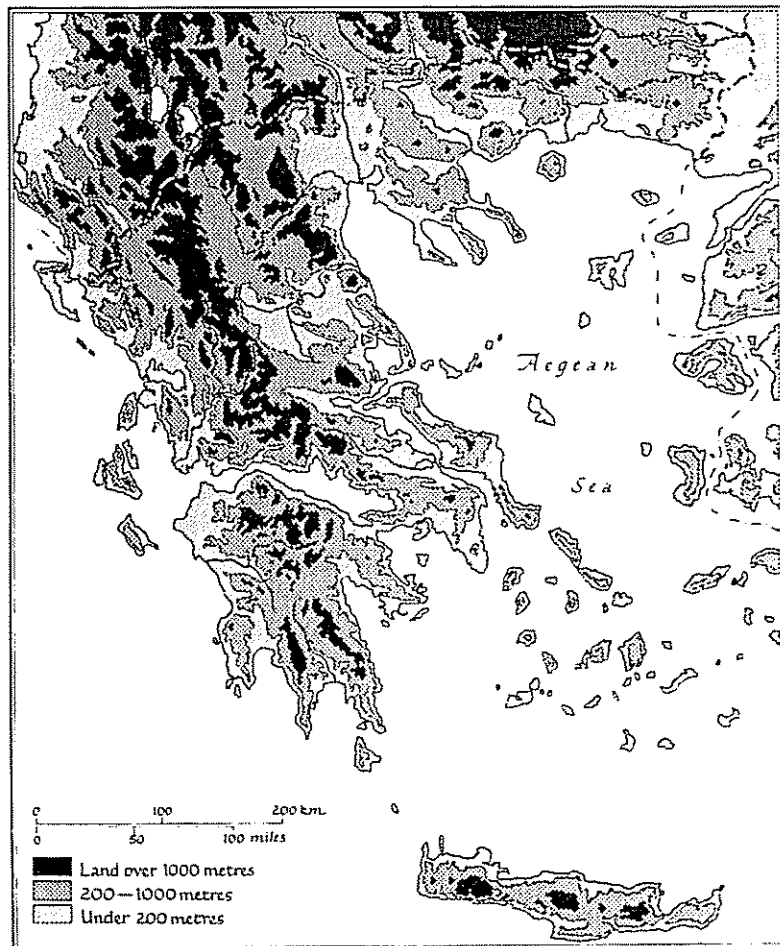 Aegean
Sea
0 100 200 km.
0 50 100 miles
Land over 1000 metres
200—1000 metres
Under 200 metres